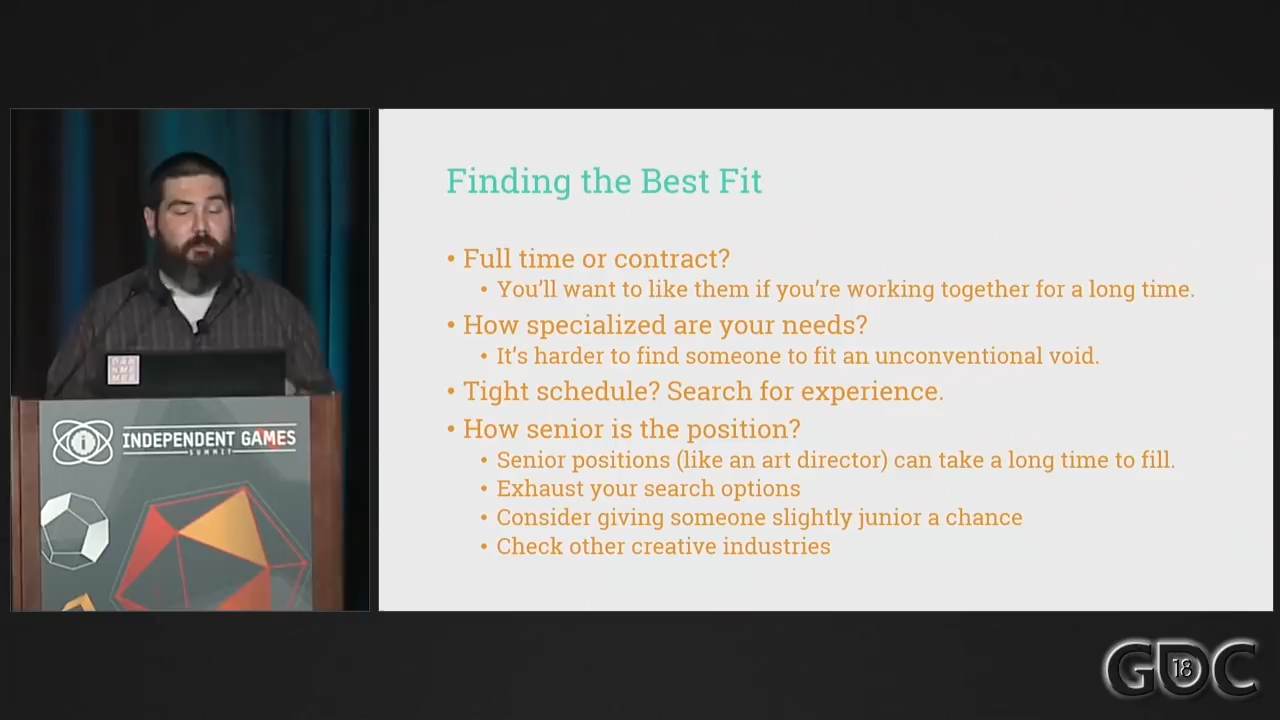 Finding the Best Fit
• Full time or contract?
• You'll want to like them if you're working together for a long time.
• How specialized are your needs?
• It's harder to find someone to fit an unconventional void.
• Tight schedule? Search for experience.
• How senior is the position?
• Senior positions (like an art director) can take a long time to fill.
• Exhaust your search options
• Consider giving someone slightly junior a chance
• Check other creative industries
INDEPENDENT GAMES
SUMMIT
GDC
18